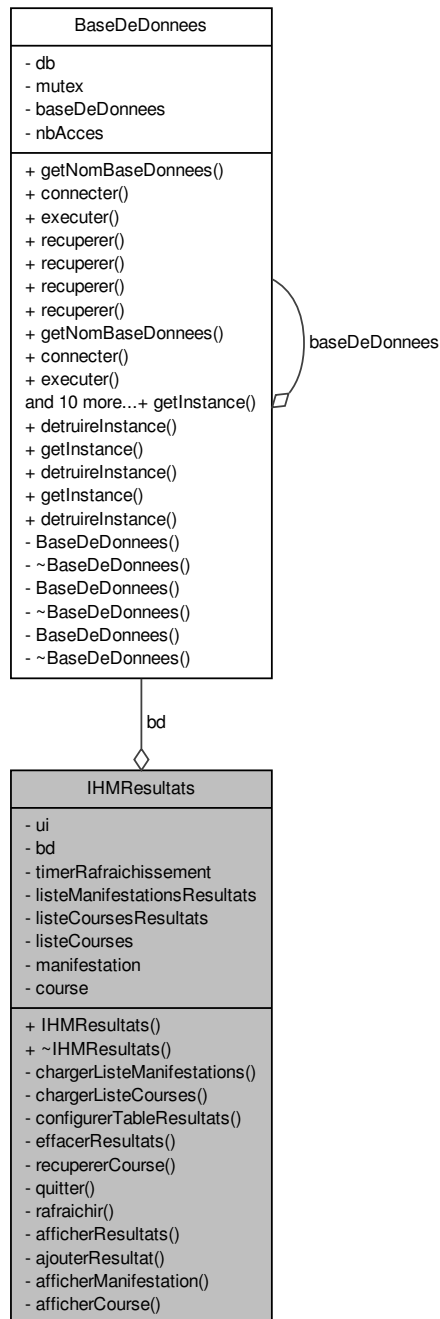 BaseDeDonnees
- db
- mutex
- baseDeDonnees
- nbAcces
+ getNomBaseDonnees()
+ connecter()
+ executer()
+ recuperer()
+ recuperer()
+ recuperer()
+ recuperer()
+ getNomBaseDonnees()
+ connecter()
+ executer()
and 10 more...+ getInstance()
+ detruireInstance()
+ getInstance()
+ detruireInstance()
+ getInstance()
+ detruireInstance()
- BaseDeDonnees()
- ~BaseDeDonnees()
- BaseDeDonnees()
- ~BaseDeDonnees()
- BaseDeDonnees()
- ~BaseDeDonnees()
baseDeDonnees
bd
IHMResultats
- ui
- bd
- timerRafraichissement
- listeManifestationsResultats
- listeCoursesResultats
- listeCourses
- manifestation
- course
+ IHMResultats()
+ ~IHMResultats()
- chargerListeManifestations()
- chargerListeCourses()
- configurerTableResultats()
- effacerResultats()
- recupererCourse()
- quitter()
- rafraichir()
- afficherResultats()
- ajouterResultat()
- afficherManifestation()
- afficherCourse()